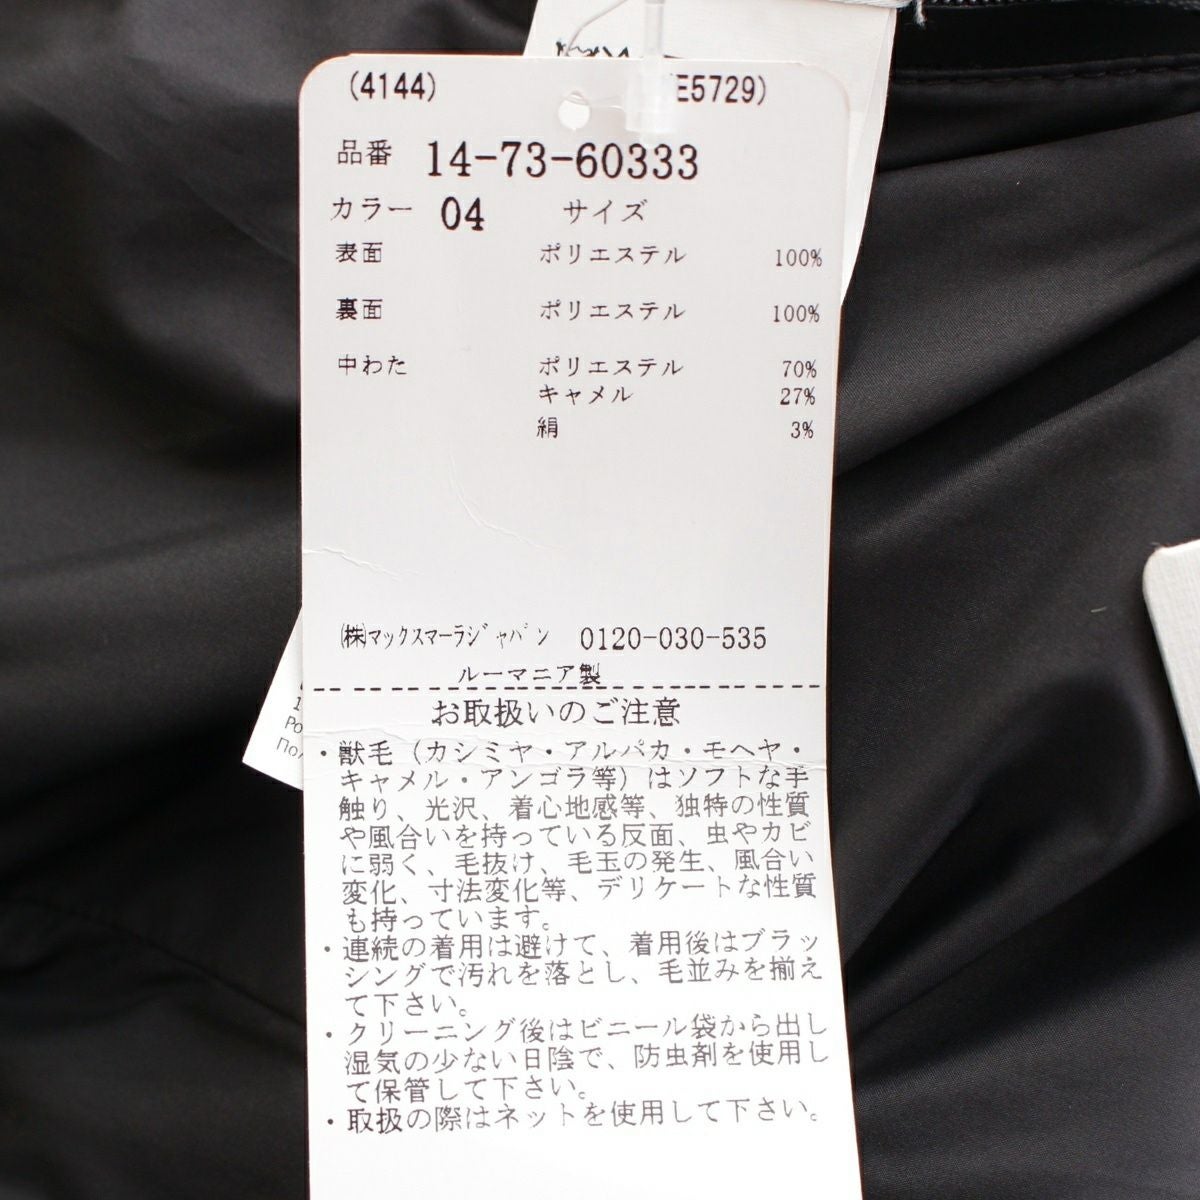 (4144) E5729)
品番 14-73-60333
カラー 04 サイズ
表面 ポリエステル 100%
裏面 ポリエステル 100%
中わた ポリエステル 70%
キャメル 27%
絹 3%
㈱マックスマーラジャパン 0120-030-535
ルーマニア製
お取扱いのご注意
・獣毛（カシミヤ・アルパカ・モヘヤ・
キャメル・アンゴラ等）はソフトな手
触り、光沢、着心地感等、独特の性質
や風合いを持っている反面、虫やカビ
に弱く、毛抜け、毛玉の発生、風合い
変化、寸法変化等、デリケートな性質
も持っています。
・連続の着用は避けて、着用後はブラッ
シングで汚れを落とし、毛並みを揃え
て下さい。
・クリーニング後はビニール袋から出し
湿気の少ない日陰で、防虫剤を使用し
て保管して下さい。
・取扱の際はネットを使用して下さい。